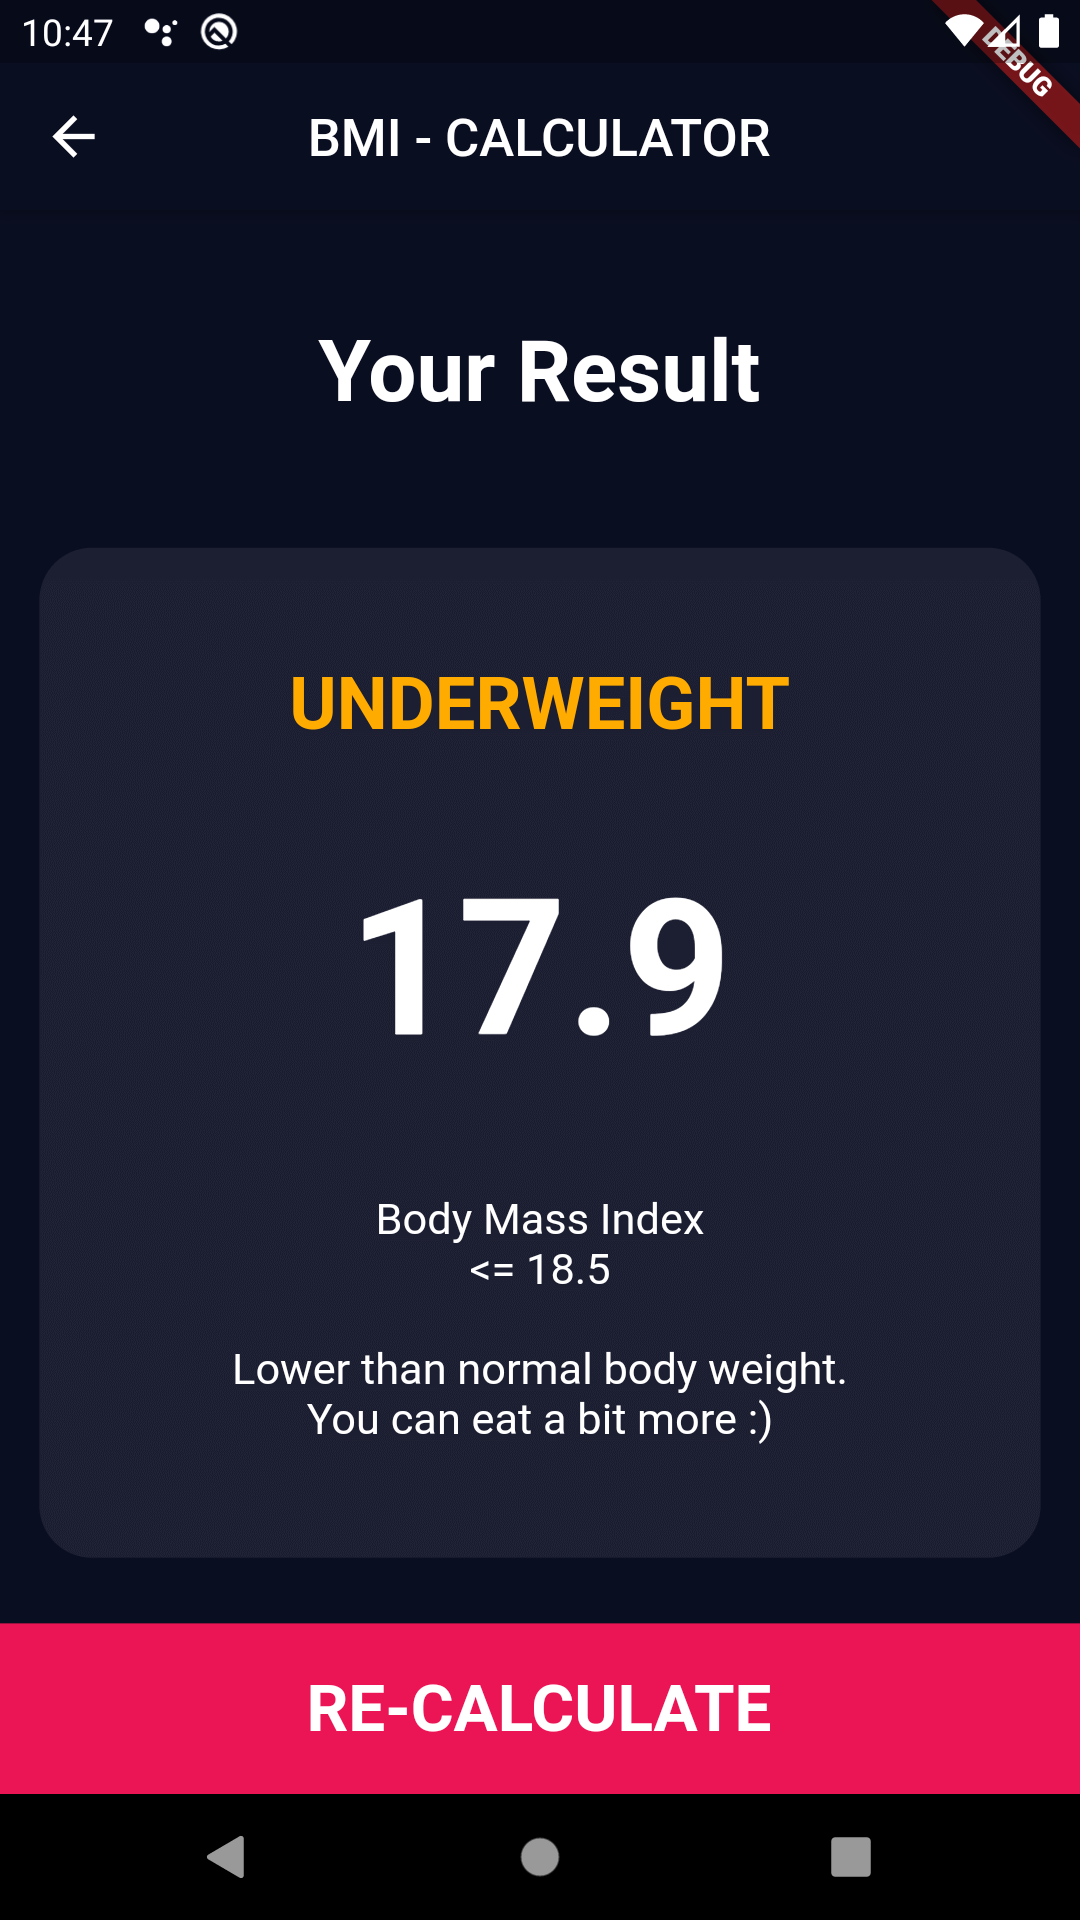 10:47
DEBUG
BMI - CALCULATOR
Your Result
UNDERWEIGHT
17.9
Body Mass Index
<= 18.5
Lower than normal body weight.
You can eat a bit more :)
RE-CALCULATE